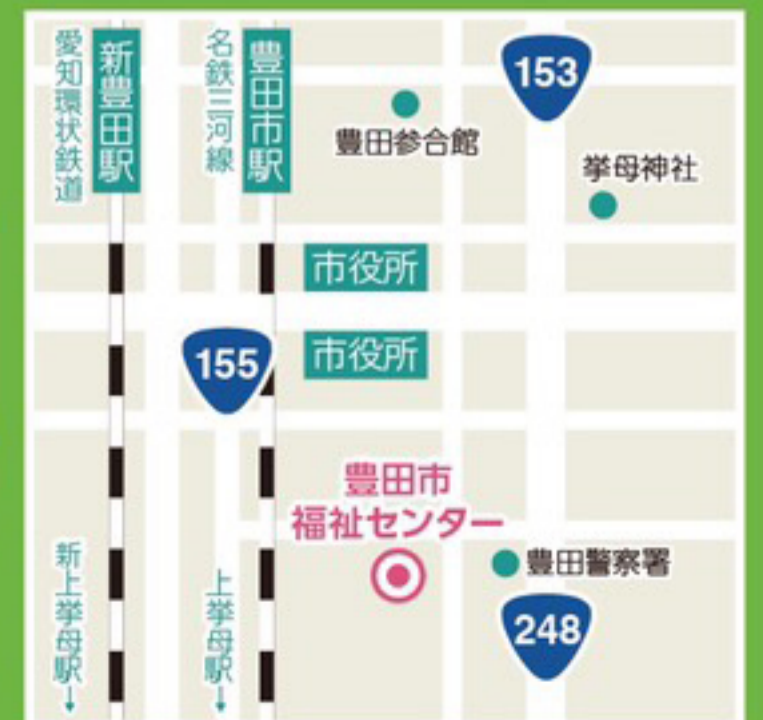 愛知環状鉄道
新豊田駅
名鉄三河線
豊田市駅
153
豊田参合館
挙母神社
市役所
155
市役所
豊田市
福祉センター
豊田警察署
248
新上挙母駅↓
上挙母駅↓